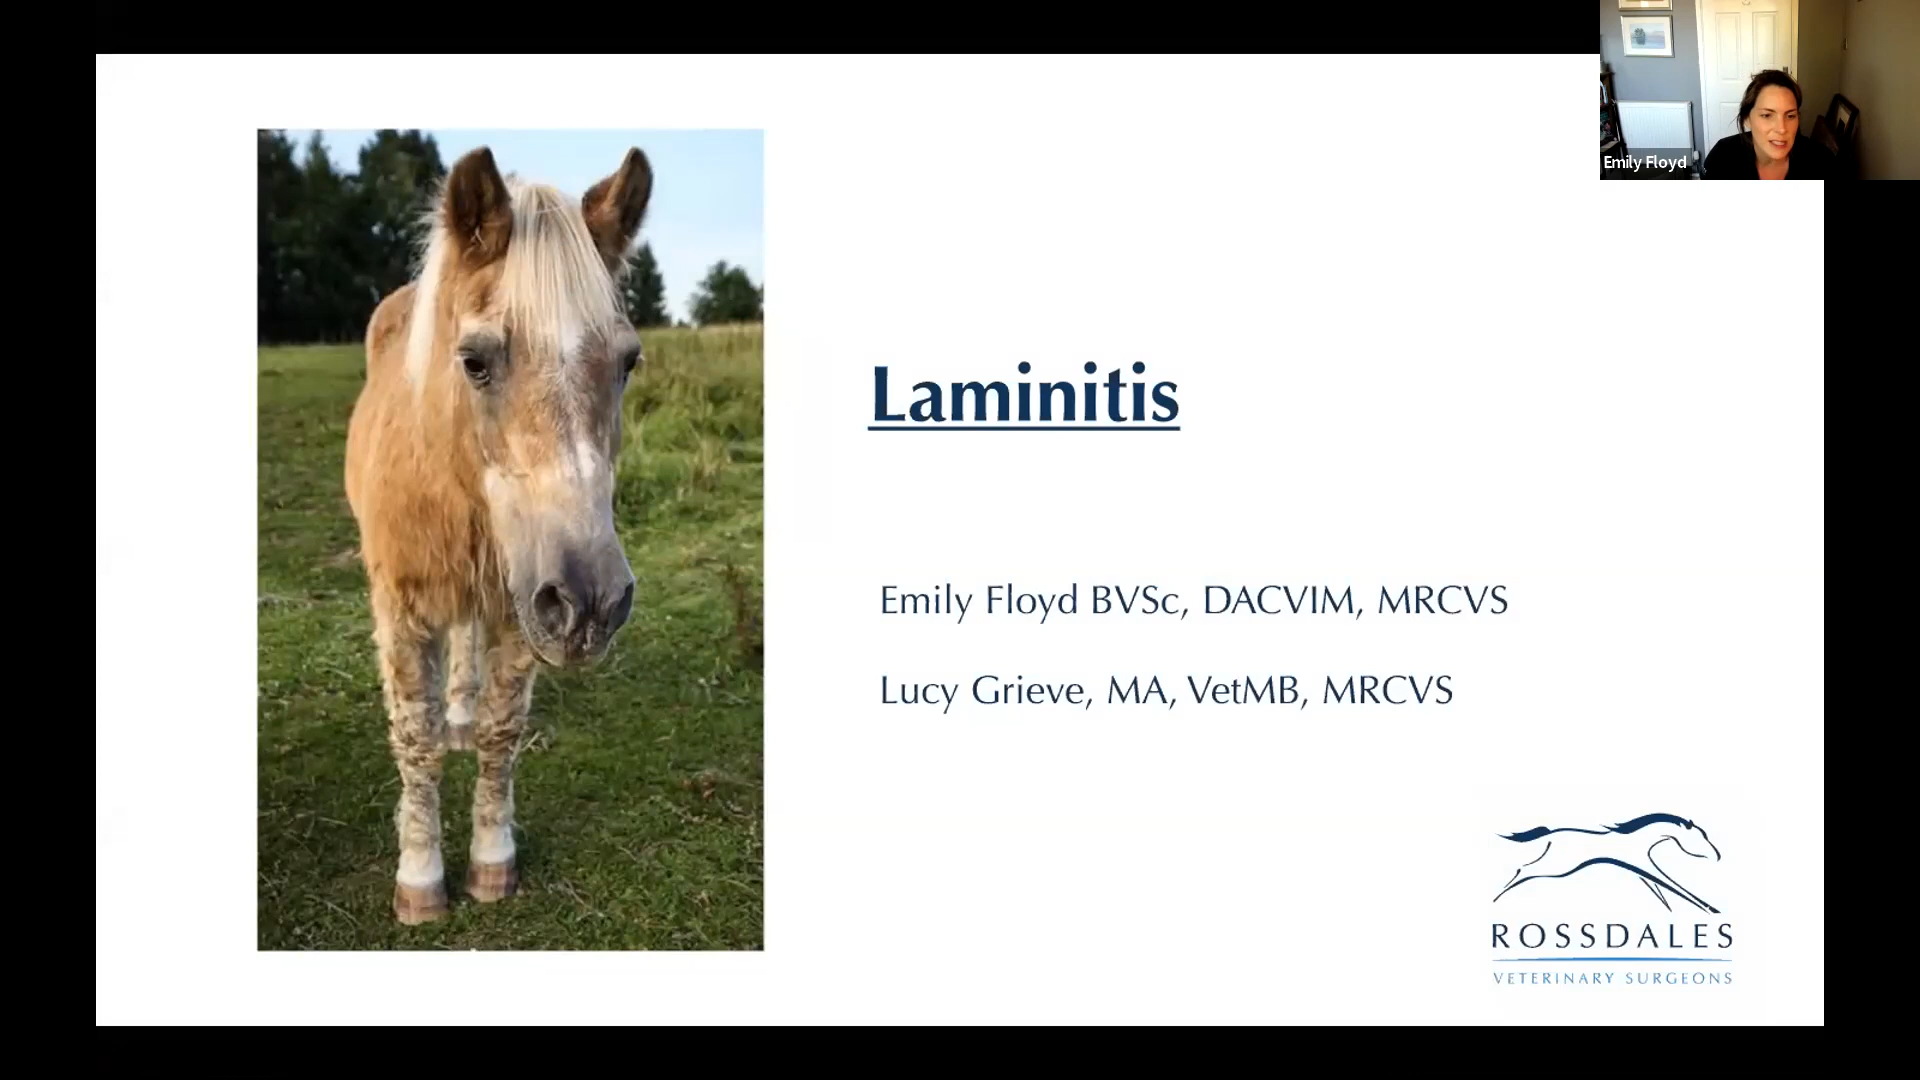 Emily Floyd
Laminitis
Emily Floyd BVSc, DACVIM, MRCVS
Lucy Grieve, MA, VetMB, MRCVS
ROSSDALES
VETERINARY SURGEONS